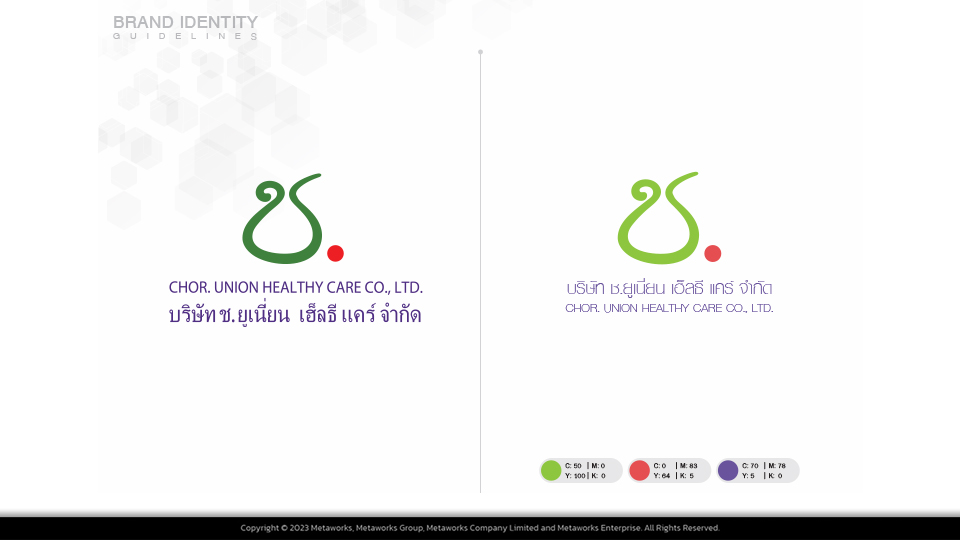 BRAND IDENTITY
GUIDELINES
ช.
CHOR. UNION HEALTHY CARE CO., LTD.
บริษัท ช. ยูเนี่ยน เฮ็ลธี แคร์ จำกัด
ช.
บริษัท ช.ยูเนี่ยน เฮ็ลธี แคร์ จำกัด
CHOR. UNION HEALTHY CARE CO., LTD.
C: 50 | M: 0
Y: 100 | K: 0
C: 0 | M: 83
Y: 64 | K: 5
C: 70 | M: 78
Y: 5 | K: 0
Copyright © 2023 Metaworks, Metaworks Group, Metaworks Company Limited and Metaworks Enterprise. All Rights Reserved.